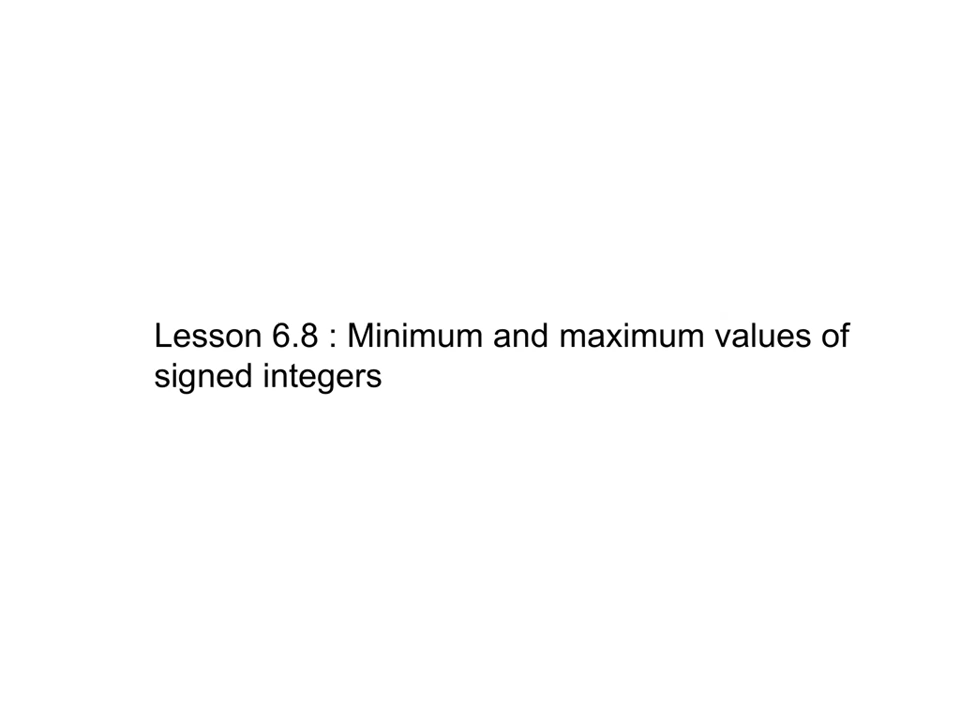 Lesson 6.8 : Minimum and maximum values of
signed integers